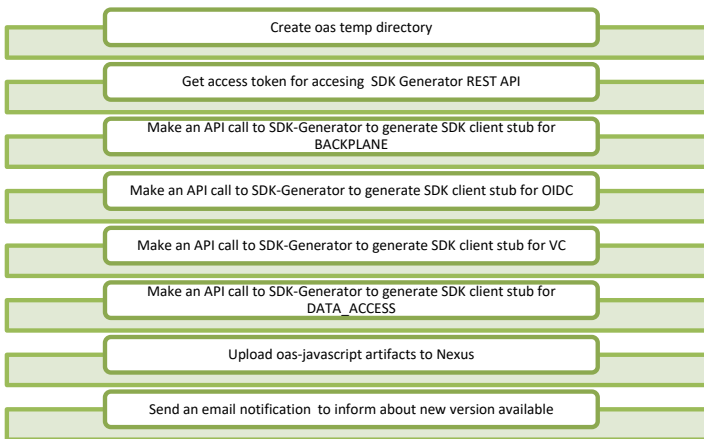 Create oas temp directory
Get access token for accesing SDK Generator REST API
Make an API call to SDK-Generator to generate SDK client stub for
BACKPLANE
Make an API call to SDK-Generator to generate SDK client stub for OIDC
Make an API call to SDK-Generator to generate SDK client stub for VC
Make an API call to SDK-Generator to generate SDK client stub for
DATA_ACCESS
Upload oas-javascript artifacts to Nexus
Send an email notification to inform about new version available